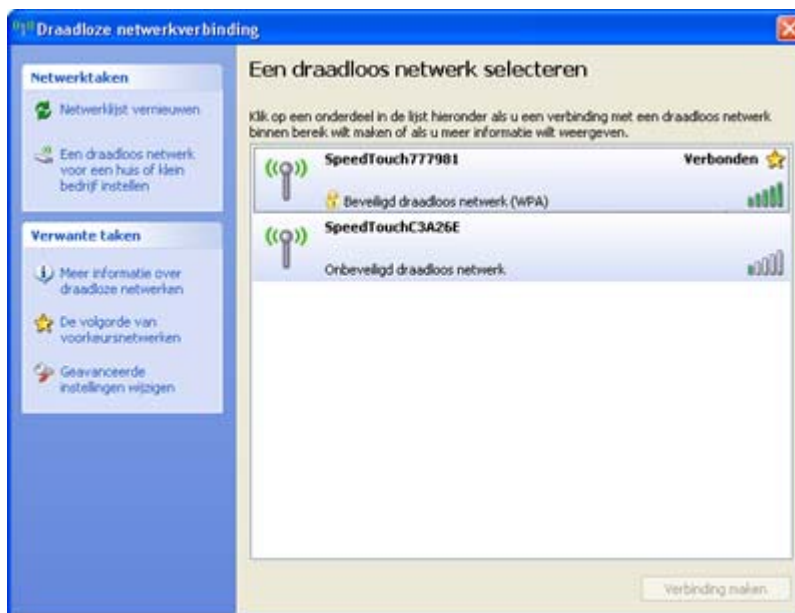 Draadloze netwerkverbinding
Netwerktaken
Netwerklijst vernieuwen
Een draadloos netwerk
voor een huis of klein
bedrijf instellen
Verwante taken
Meer informatie over
draadloze netwerken
De volgorde van
voorkeursnetwerken
Geavanceerde
instellingen wijzigen
Een draadloos netwerk selecteren
Klik op een onderdeel in de lijst hieronder als u een verbinding met een draadloos netwerk
binnen bereik wilt maken of als u meer informatie wilt weergeven.
SpeedTouch777981 Verbonden
Beveiligd draadloos netwerk (WPA)
SpeedTouchC3A26E
Onbeveiligd draadloos netwerk
Verbinding maken